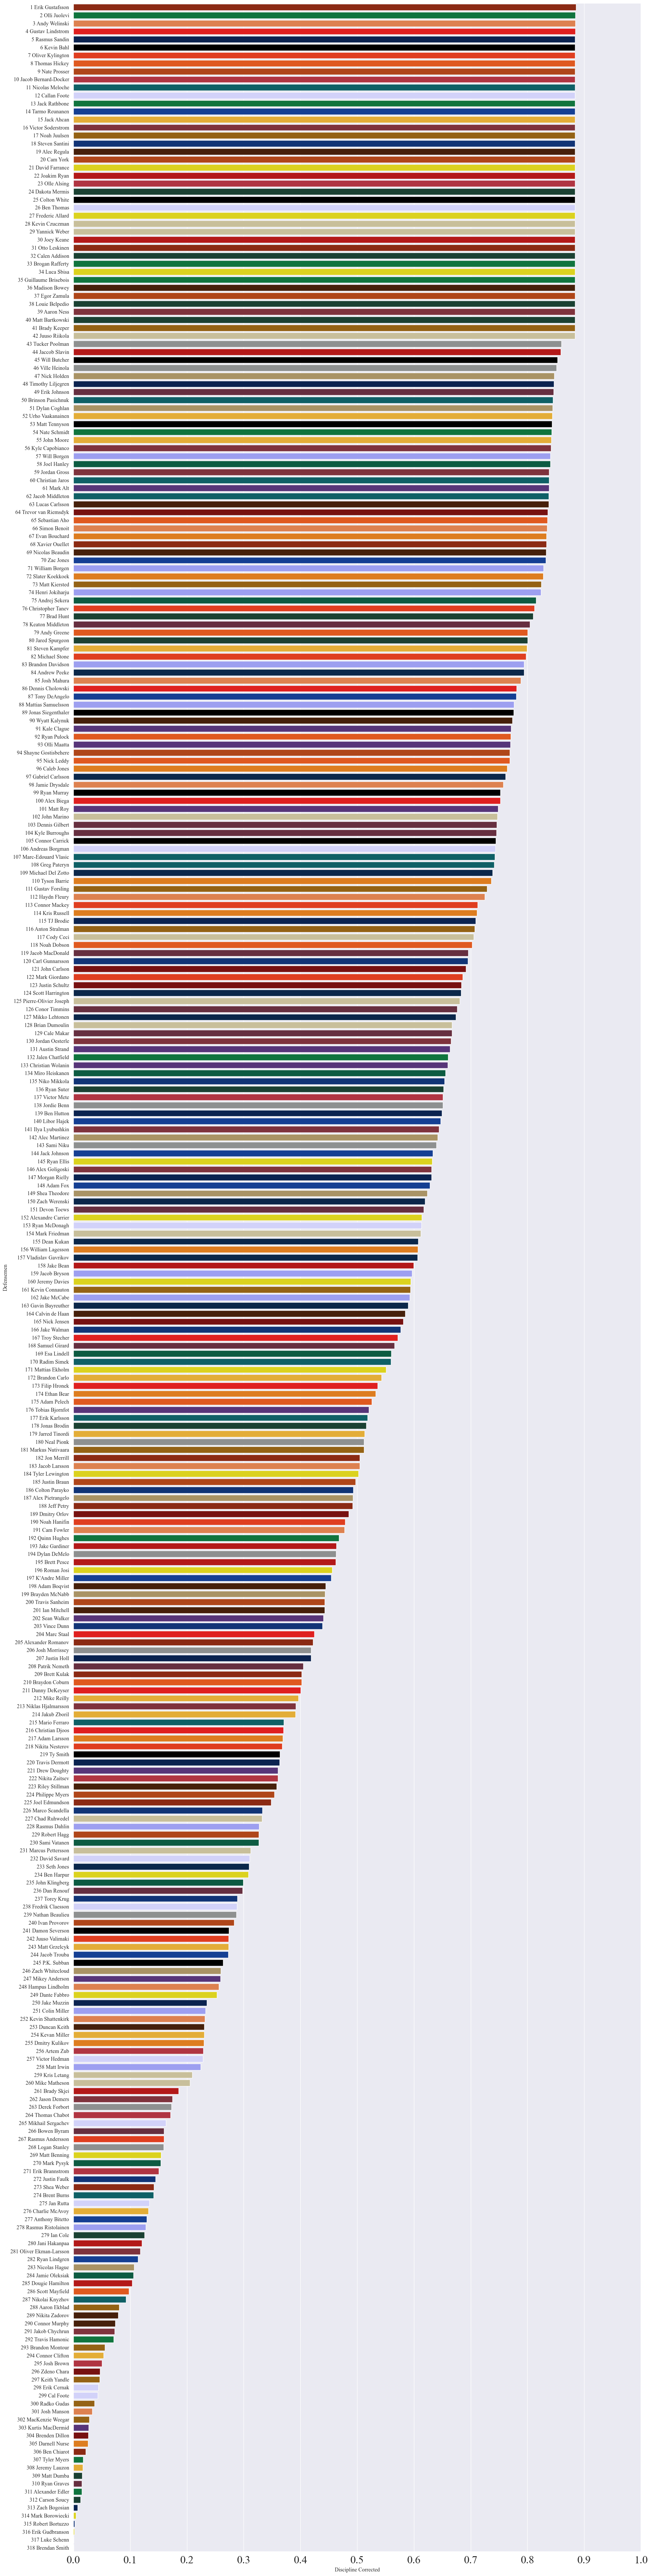 1 Erik Gustafsson
2 Olli Juolevi
3 Andy Welinski
4 Gustav Lindstrom
5 Rasmus Sandin
6 Kevin Bahl
7 Oliver Kylington
8 Thomas Hickey
9 Nate Prosser
10 Jacob Bernard-Docker
11 Nicolas Meloche
12 Callan Foote
13 Jack Rathbone
14 Tarmo Reunanen
15 Jack Ahcan
16 Victor Soderstrom
17 Noah Juulsen
18 Steven Santini
19 Alec Regula
20 Cam York
21 David Farrance
22 Joakim Ryan
23 Olle Alsing
24 Dakota Mermis
25 Colton White
26 Ben Thomas
27 Frederic Allard
28 Kevin Czuczman
29 Yannick Weber
30 Joey Keane
31 Otto Leskinen
32 Calen Addison
33 Brogan Rafferty
34 Luca Sbisa
35 Guillaume Brisebois
36 Madison Bowey
37 Egor Zamula
38 Louie Belpedio
39 Aaron Ness
40 Matt Bartkowski
41 Brady Keeper
42 Juuso Riikola
43 Tucker Poolman
44 Jaccob Slavin
45 Will Butcher
46 Ville Heinola
47 Nick Holden
48 Timothy Liljegren
49 Erik Johnson
50 Brinson Pasichnuk
51 Dylan Coghlan
52 Urho Vaakanainen
53 Matt Tennyson
54 Nate Schmidt
55 John Moore
56 Kyle Capobianco
57 Will Borgen
58 Joel Hanley
59 Jordan Gross
60 Christian Jaros
61 Mark Alt
62 Jacob Middleton
63 Lucas Carlsson
64 Trevor van Riemsdyk
65 Sebastian Aho
66 Simon Benoit
67 Evan Bouchard
68 Xavier Ouellet
69 Nicolas Beaudin
70 Zac Jones
71 William Borgen
72 Slater Koekkoek
73 Matt Kiersted
74 Henri Jokiharju
75 Andrej Sekera
76 Christopher Tanev
77 Brad Hunt
78 Keaton Middleton
79 Andy Greene
80 Jared Spurgeon
81 Steven Kampfer
82 Michael Stone
83 Brandon Davidson
84 Andrew Peeke
85 Josh Mahura
86 Dennis Cholowski
87 Tony DeAngelo
88 Mattias Samuelsson
89 Jonas Siegenthaler
90 Wyatt Kalynuk
91 Kale Clague
92 Ryan Pulock
93 Olli Maatta
94 Shayne Gostisbehere
95 Nick Leddy
96 Caleb Jones
97 Gabriel Carlsson
98 Jamie Drysdale
99 Ryan Murray
100 Alex Biega
101 Matt Roy
102 John Marino
103 Dennis Gilbert
104 Kyle Burroughs
105 Connor Carrick
106 Andreas Borgman
107 Marc-Edouard Vlasic
108 Greg Pateryn
109 Michael Del Zotto
110 Tyson Barrie
111 Gustav Forsling
112 Haydn Fleury
113 Connor Mackey
114 Kris Russell
115 TJ Brodie
116 Anton Stralman
117 Cody Ceci
118 Noah Dobson
119 Jacob MacDonald
120 Carl Gunnarsson
121 John Carlson
122 Mark Giordano
123 Justin Schultz
124 Scott Harrington
125 Pierre-Olivier Joseph
126 Conor Timmins
127 Mikko Lehtonen
128 Brian Dumoulin
129 Cale Makar
130 Jordan Oesterle
131 Austin Strand
132 Jalen Chatfield
133 Christian Wolanin
134 Miro Heiskanen
135 Niko Mikkola
136 Ryan Suter
137 Victor Mete
138 Jordie Benn
139 Ben Hutton
140 Libor Hajek
141 Ilya Lyubushkin
142 Alec Martinez
143 Sami Niku
144 Jack Johnson
145 Ryan Ellis
146 Alex Goligoski
147 Morgan Rielly
148 Adam Fox
149 Shea Theodore
150 Zach Werenski
151 Devon Toews
152 Alexandre Carrier
153 Ryan McDonagh
154 Mark Friedman
155 Dean Kukan
156 William Lagesson
157 Vladislav Gavrikov
158 Jake Bean
159 Jacob Bryson
160 Jeremy Davies
161 Kevin Connauton
162 Jake McCabe
163 Gavin Bayreuther
164 Calvin de Haan
165 Nick Jensen
166 Jake Walman
167 Troy Stecher
168 Samuel Girard
169 Esa Lindell
170 Radim Simek
171 Mattias Ekholm
172 Brandon Carlo
173 Filip Hronek
174 Ethan Bear
175 Adam Pelech
176 Tobias Bjornfot
177 Erik Karlsson
178 Jonas Brodin
179 Jarred Tinordi
180 Neal Pionk
181 Markus Nutivaara
182 Jon Merrill
183 Jacob Larsson
184 Tyler Lewington
185 Justin Braun
186 Colton Parayko
187 Alex Pietrangelo
188 Jeff Petry
189 Dmitry Orlov
190 Noah Hanifin
191 Cam Fowler
192 Quinn Hughes
193 Jake Gardiner
194 Dylan DeMelo
195 Brett Pesce
196 Roman Josi
197 K'Andre Miller
198 Adam Boqvist
199 Brayden McNabb
200 Travis Sanheim
201 Ian Mitchell
202 Sean Walker
203 Vince Dunn
204 Marc Staal
205 Alexander Romanov
206 Josh Morrissey
207 Justin Holl
208 Patrik Nemeth
209 Brett Kulak
210 Braydon Coburn
211 Danny DeKeyser
212 Mike Reilly
213 Niklas Hjalmarsson
214 Jakub Zboril
215 Mario Ferraro
216 Christian Djoos
217 Adam Larsson
218 Nikita Nesterov
219 Ty Smith
220 Travis Dermott
221 Drew Doughty
222 Nikita Zaitsev
223 Riley Stillman
224 Philippe Myers
225 Joel Edmundson
226 Marco Scandella
227 Chad Ruhwedel
228 Rasmus Dahlin
229 Robert Hagg
230 Sami Vatanen
231 Marcus Pettersson
232 David Savard
233 Seth Jones
234 Ben Harpur
235 John Klingberg
236 Dan Renouf
237 Torey Krug
238 Fredrik Claesson
239 Nathan Beaulieu
240 Ivan Provorov
241 Damon Severson
242 Juuso Valimaki
243 Matt Grzelcyk
244 Jacob Trouba
245 P.K. Subban
246 Zach Whitecloud
247 Mikey Anderson
248 Hampus Lindholm
249 Dante Fabbro
250 Jake Muzzin
251 Colin Miller
252 Kevin Shattenkirk
253 Duncan Keith
254 Kevan Miller
255 Dmitry Kulikov
256 Artem Zub
257 Victor Hedman
258 Matt Irwin
259 Kris Letang
260 Mike Matheson
261 Brady Skjei
262 Jason Demers
263 Derek Forbort
264 Thomas Chabot
265 Mikhail Sergachev
266 Bowen Byram
267 Rasmus Andersson
268 Logan Stanley
269 Matt Benning
270 Mark Pysyk
271 Erik Brannstrom
272 Justin Faulk
273 Shea Weber
274 Brent Burns
275 Jan Rutta
276 Charlie McAvoy
277 Anthony Bitetto
278 Rasmus Ristolainen
279 Ian Cole
280 Jani Hakanpaa
281 Oliver Ekman-Larsson
282 Ryan Lindgren
283 Nicolas Hague
284 Jamie Oleksiak
285 Dougie Hamilton
286 Scott Mayfield
287 Nikolai Knyzhov
288 Aaron Ekblad
289 Nikita Zadorov
290 Connor Murphy
291 Jakob Chychrun
292 Travis Hamonic
293 Brandon Montour
294 Connor Clifton
295 Josh Brown
296 Zdeno Chara
297 Keith Yandle
298 Erik Cernak
299 Cal Foote
300 Radko Gudas
301 Josh Manson
302 MacKenzie Weegar
303 Kurtis MacDermid
304 Brenden Dillon
305 Darnell Nurse
306 Ben Chiarot
307 Tyler Myers
308 Jeremy Lauzon
309 Matt Dumba
310 Ryan Graves
311 Alexander Edler
312 Carson Soucy
313 Zach Bogosian
314 Mark Borowiecki
315 Robert Bortuzzo
316 Erik Gudbranson
317 Luke Schenn
318 Brendan Smith
Defensemen
0.0 0.1 0.2 0.3 0.4 0.5 0.6 0.7 0.8 0.9 1.0
Discipline Corrected